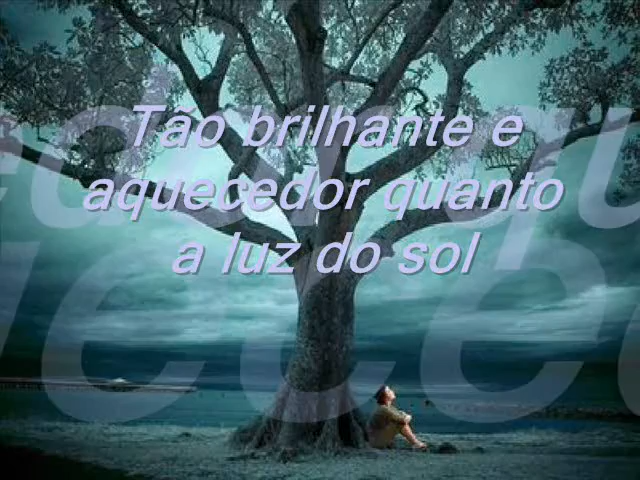 Tão brilhante e
aquecedor quanto
a luz do sol